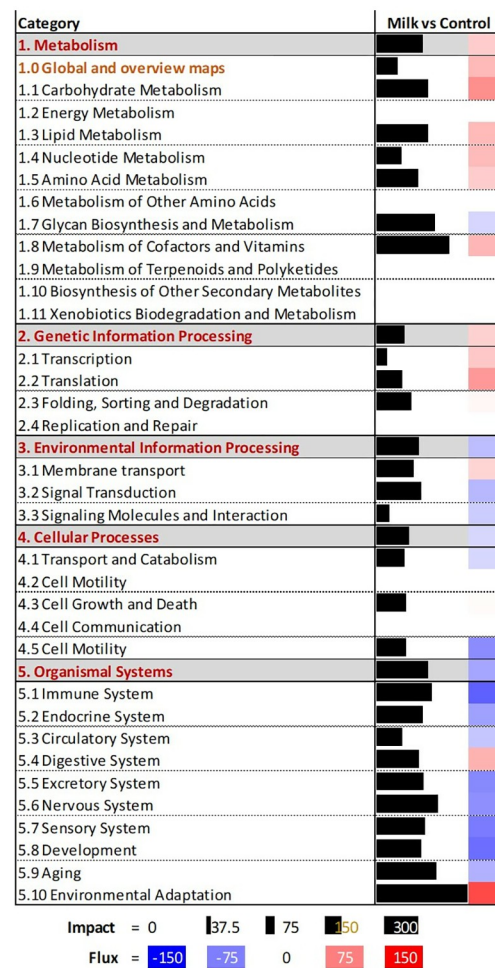 Category Milk vs Control
1. Metabolism
1.0 Global and overview maps
1.1 Carbohydrate Metabolism
1.2 Energy Metabolism
1.3 Lipid Metabolism
1.4 Nucleotide Metabolism
1.5 Amino Acid Metabolism
1.6 Metabolism of Other Amino Acids
1.7 Glycan Biosynthesis and Metabolism
1.8 Metabolism of Cofactors and Vitamins
1.9 Metabolism of Terpenoids and Polyketides
1.10 Biosynthesis of Other Secondary Metabolites
1.11 Xenobiotics Biodegradation and Metabolism
2. Genetic Information Processing
2.1 Transcription
2.2 Translation
2.3 Folding, Sorting and Degradation
2.4 Replication and Repair
3. Environmental Information Processing
3.1 Membrane transport
3.2 Signal Transduction
3.3 Signaling Molecules and Interaction
4. Cellular Processes
4.1 Transport and Catabolism
4.2 Cell Motility
4.3 Cell Growth and Death
4.4 Cell Communication
4.5 Cell Motility
5. Organismal Systems
5.1 Immune System
5.2 Endocrine System
5.3 Circulatory System
5.4 Digestive System
5.5 Excretory System
5.6 Nervous System
5.7 Sensory System
5.8 Development
5.9 Aging
5.10 Environmental Adaptation
Impact = 0 37.5 75 150 300
Flux = -150 -75 0 75 150